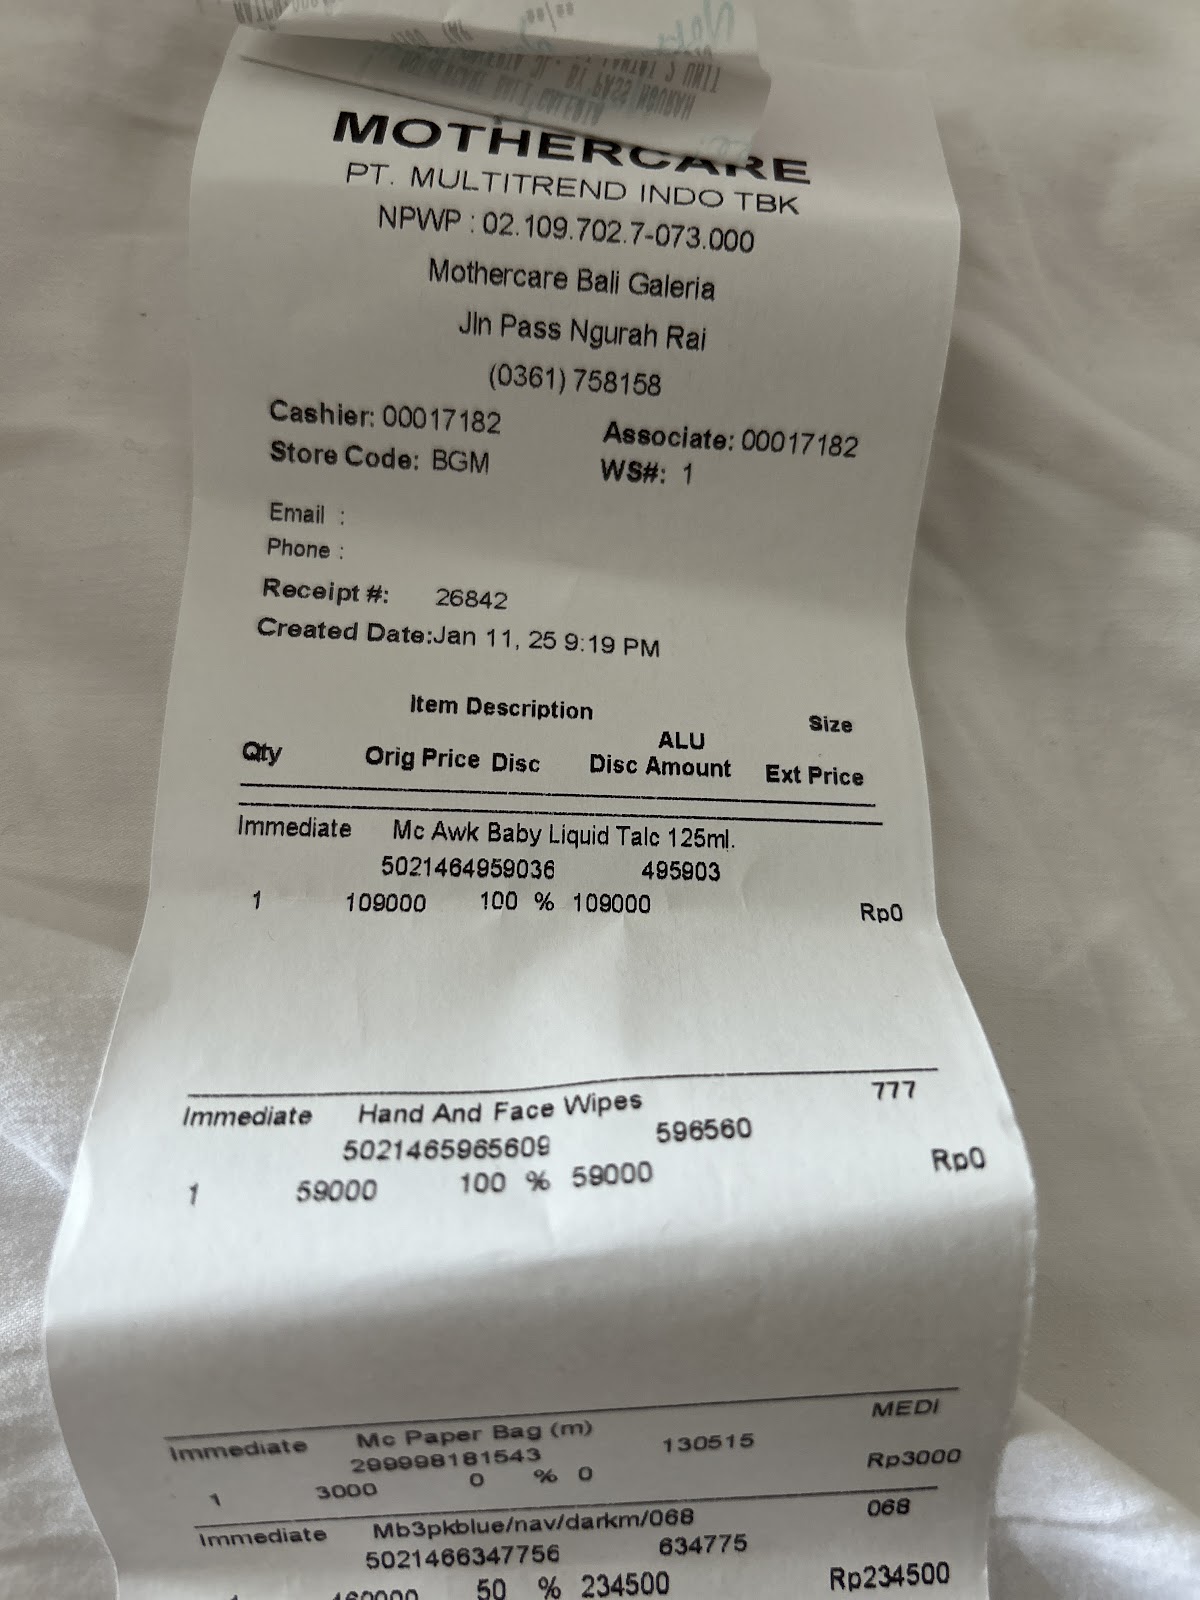 MOTHERCARE
PT. MULTITREND INDO TBK
NPWP : 02.109.702.7-073.000
Mothercare Bali Galeria
Jln Pass Ngurah Rai
(0361) 758158
Cashier: 00017182 Associate: 00017182
Store Code: BGM WS#: 1
Email :
Phone :
Receipt #: 26842
Created Date:Jan 11, 25 9:19 PM
Item Description Size
ALU
Qty Orig Price Disc Disc Amount Ext Price
Immediate Mc Awk Baby Liquid Talc 125ml.
5021464959036 495903
1 109000 100 % 109000 Rp0
Immediate Hand And Face Wipes 777
5021465965609 596560
1 59000 100 % 59000 Rp0
Immediate Mc Paper Bag (m) MEDI
299998181543 130515
1 3000 0 % 0 Rp3000
Immediate Mb3pkblue/nav/darkm/068 068
5021466347756 634775
50 % 234500 Rp234500